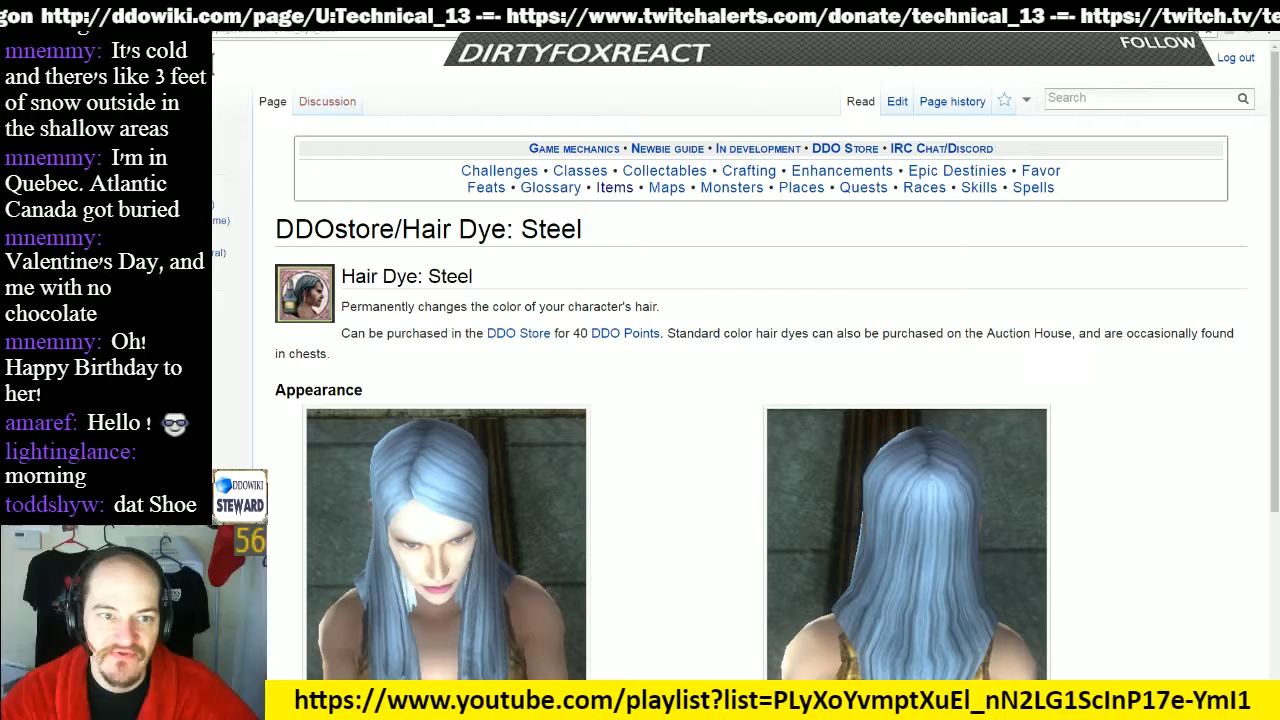 gon http://ddowiki.com/page/U:Technical_13 -=- https://www.twitchalerts.com/donate/technical_13 -=- https://twitch.tv/te
mnemmy: It's cold
and there's like 3 feet
of snow outside in
the shallow areas
mnemmy: I'm in
Quebec. Atlantic
Canada got buried
mnemmy:
Valentine's Day, and
me with no
chocolate
mnemmy: Oh!
Happy Birthday to
her!
amaref: Hello !
lightinglance:
morning
toddshyw: dat Shoe
DDOWIKI
STEWARD
56
DIRTYFOXREACT
FOLLOW
Log out
Page Discussion
Read Edit Page history
Search
Game mechanics • Newbie guide • In development • DDO Store • IRC Chat/Discord
Challenges • Classes • Collectables • Crafting • Enhancements • Epic Destinies • Favor
Feats • Glossary • Items • Maps • Monsters • Places • Quests • Races • Skills • Spells
DDOstore/Hair Dye: Steel
Hair Dye: Steel
Permanently changes the color of your character's hair.
Can be purchased in the DDO Store for 40 DDO Points. Standard color hair dyes can also be purchased on the Auction House, and are occasionally found
in chests.
Appearance
https://www.youtube.com/playlist?list=PLyXoYvmptXuEl_nN2LG1ScInP17e-YmI1